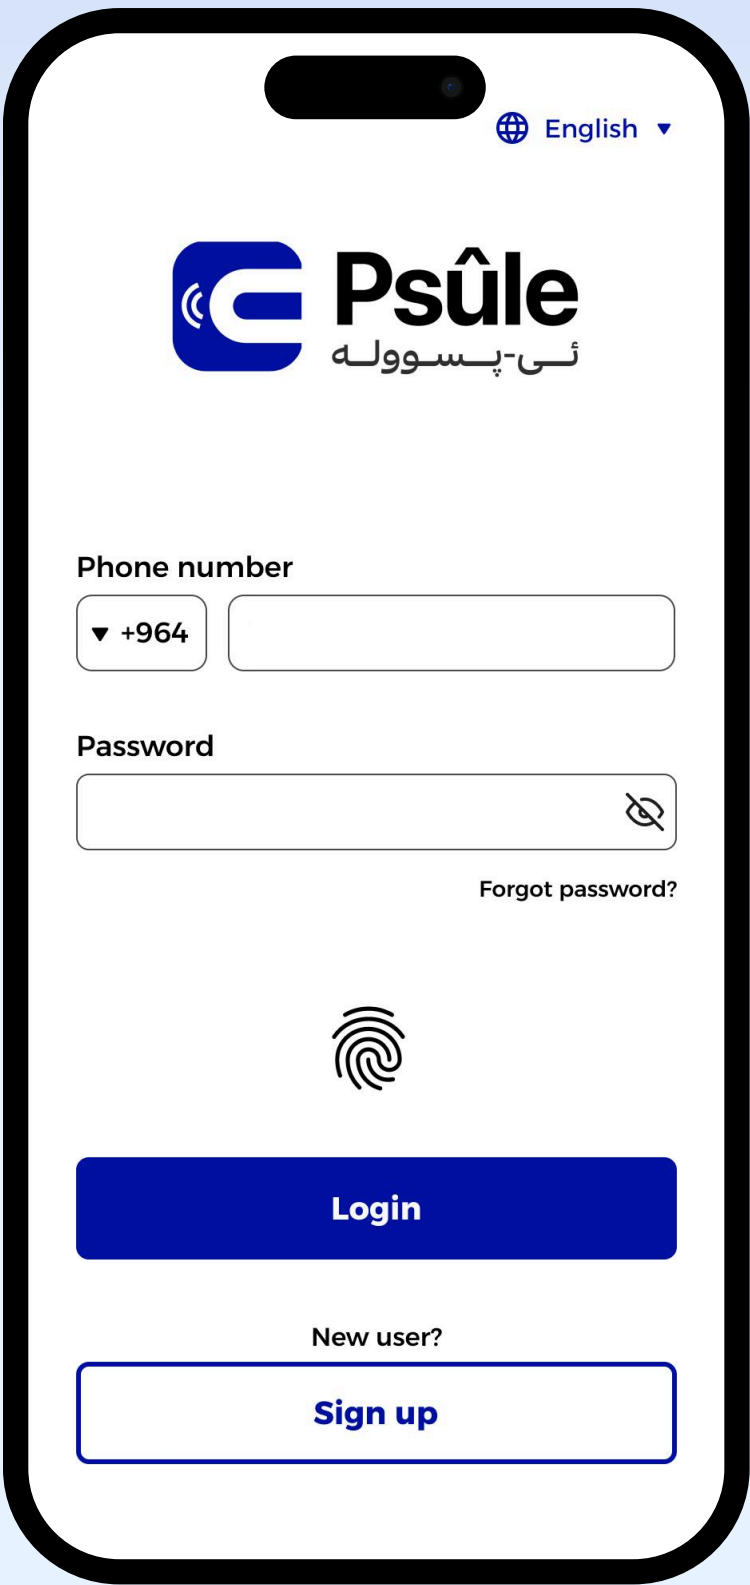 English
Psûle
ئی-پسوولە
Phone number
+964
Password
Forgot password?
Login
New user?
Sign up